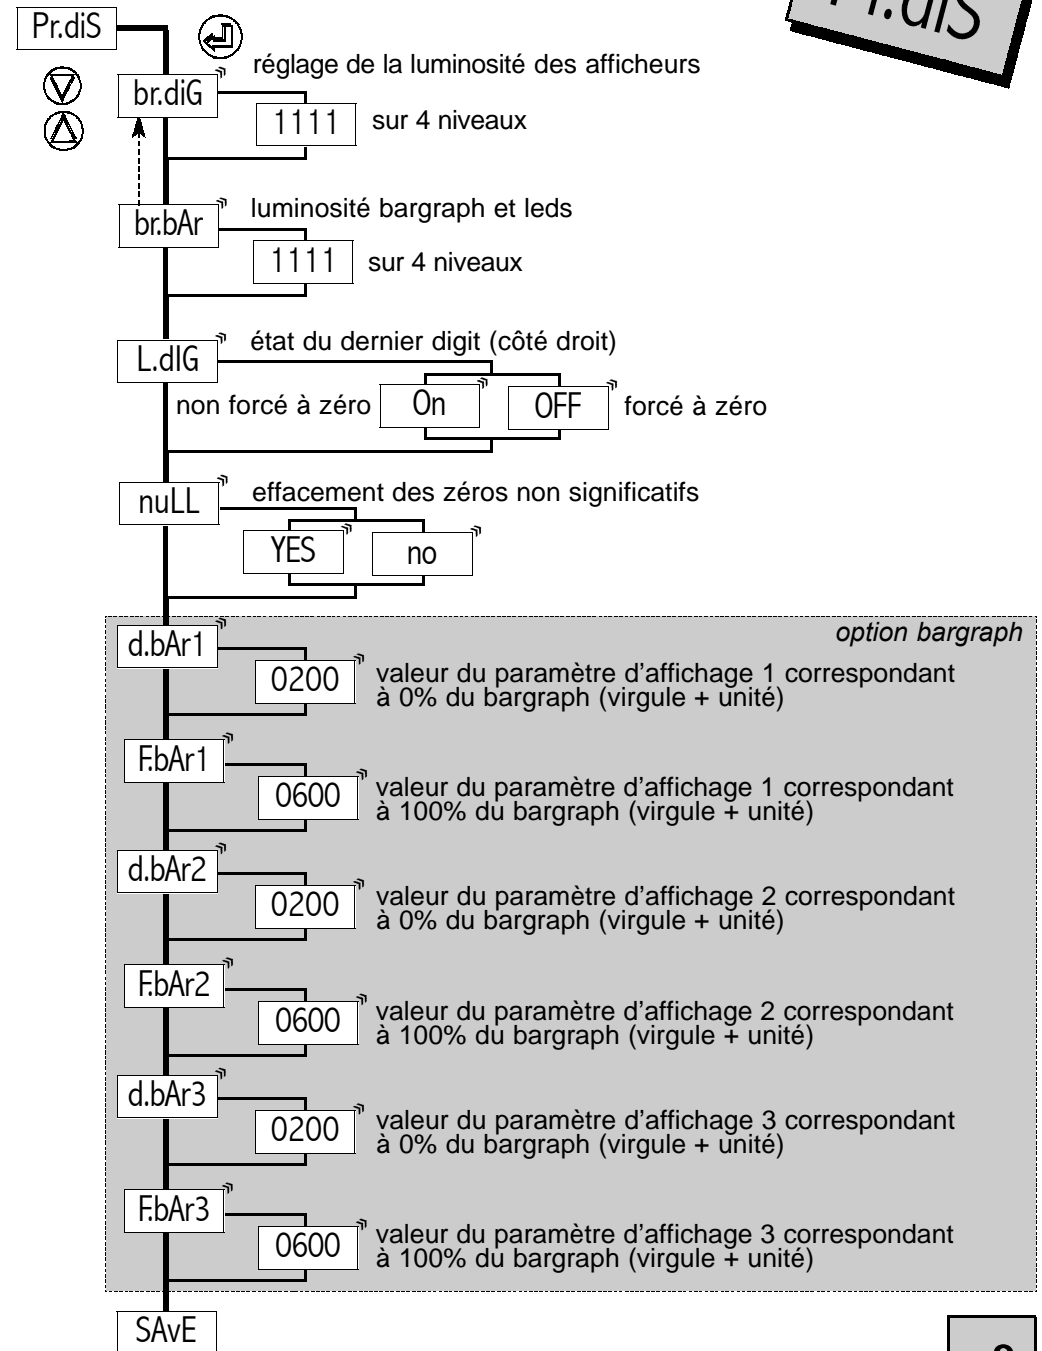 Pr.diS
Pr.diS
réglage de la luminosité des afficheurs
br.diG
1111 sur 4 niveaux
luminosité bargraph et leds
br.bAr
1111 sur 4 niveaux
état du dernier digit (côté droit)
L.dIG
non forcé à zéro On OFF forcé à zéro
nuLL effacement des zéros non significatifs
YES no
option bargraph
d.bAr1
0200 valeur du paramètre d'affichage 1 correspondant
à 0% du bargraph (virgule + unité)
F.bAr1
0600 valeur du paramètre d'affichage 1 correspondant
à 100% du bargraph (virgule + unité)
d.bAr2
0200 valeur du paramètre d'affichage 2 correspondant
à 0% du bargraph (virgule + unité)
F.bAr2
0600 valeur du paramètre d'affichage 2 correspondant
à 100% du bargraph (virgule + unité)
d.bAr3
0200 valeur du paramètre d'affichage 3 correspondant
à 0% du bargraph (virgule + unité)
F.bAr3
0600 valeur du paramètre d'affichage 3 correspondant
à 100% du bargraph (virgule + unité)
SAvE